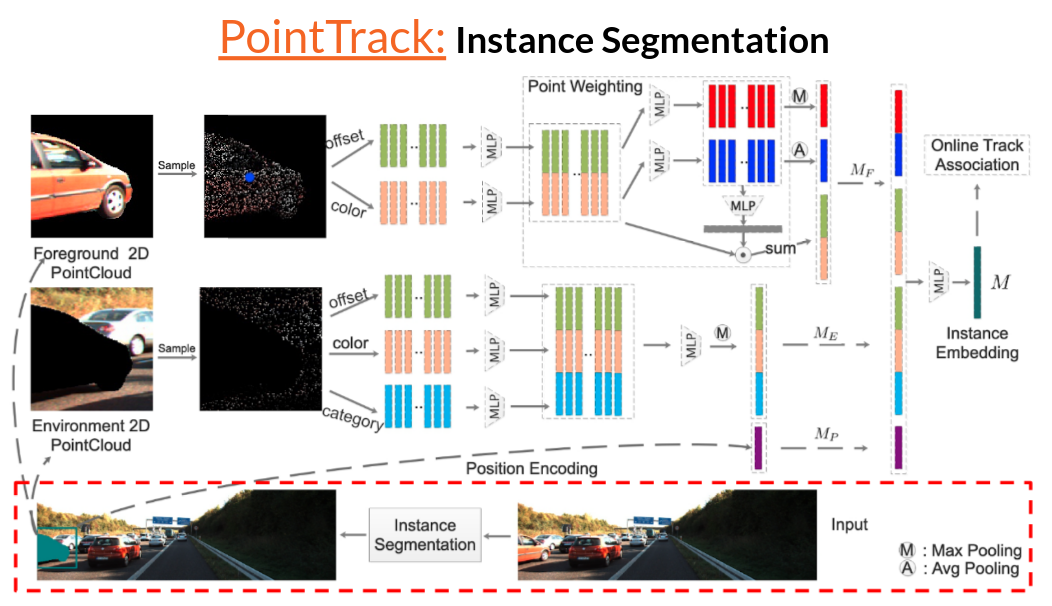 PointTrack: Instance Segmentation
Point Weighting
offset
MLP
MLP
M
Sample
color
MLP
MLP
A
MLP
sum
M_F
Online Track
Association
Foreground 2D
PointCloud
offset
MLP
Sample
color
MLP
MLP
M
M_E
MLP
M
category
MLP
Instance
Embedding
Environment 2D
PointCloud
M_P
Position Encoding
Instance
Segmentation
Input
M : Max Pooling
A : Avg Pooling